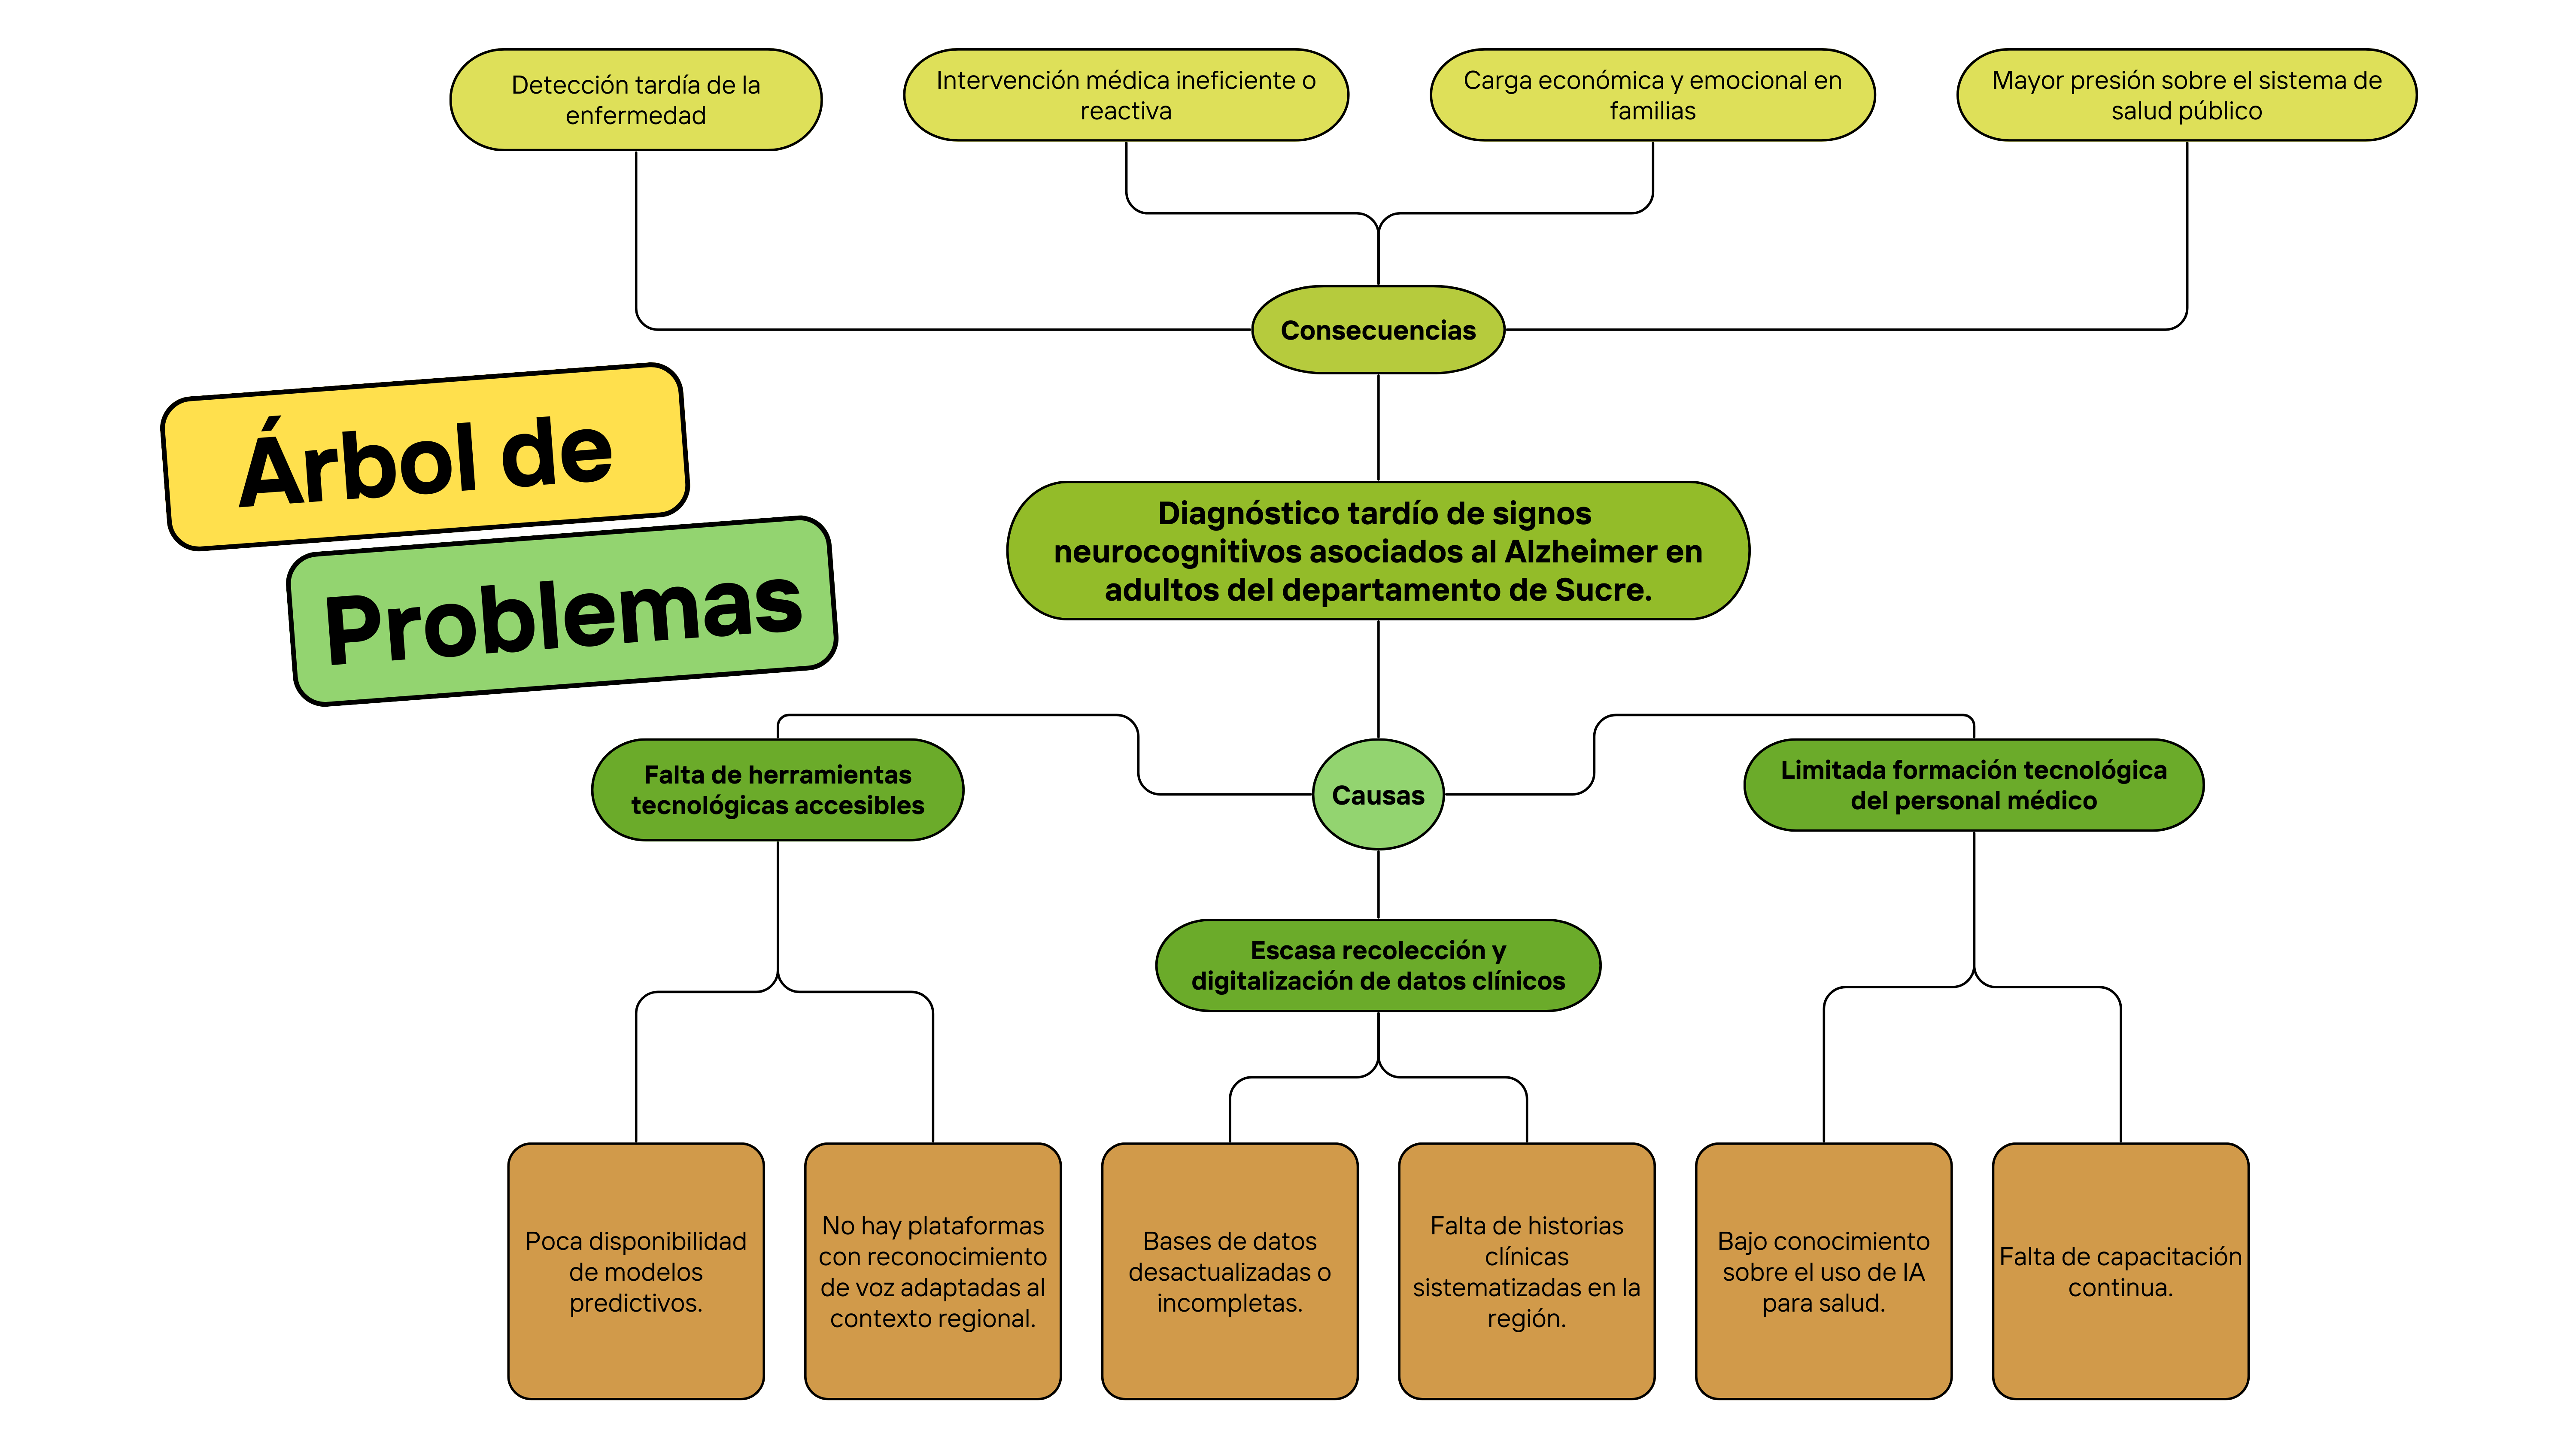 Detección tardía de la
enfermedad
Intervención médica ineficiente o
reactiva
Carga económica y emocional en
familias
Mayor presión sobre el sistema de
salud público
Consecuencias
Árbol de
Problemas
Diagnóstico tardío de signos
neurocognitivos asociados al Alzheimer en
adultos del departamento de Sucre.
Falta de herramientas
tecnológicas accesibles
Causas
Limitada formación tecnológica
del personal médico
Escasa recolección y
digitalización de datos clínicos
Poca disponibilidad
de modelos
predictivos.
No hay plataformas
con reconocimiento
de voz adaptadas al
contexto regional.
Bases de datos
desactualizadas o
incompletas.
Falta de historias
clínicas
sistematizadas en la
región.
Bajo conocimiento
sobre el uso de IA
para salud.
Falta de capacitación
continua.